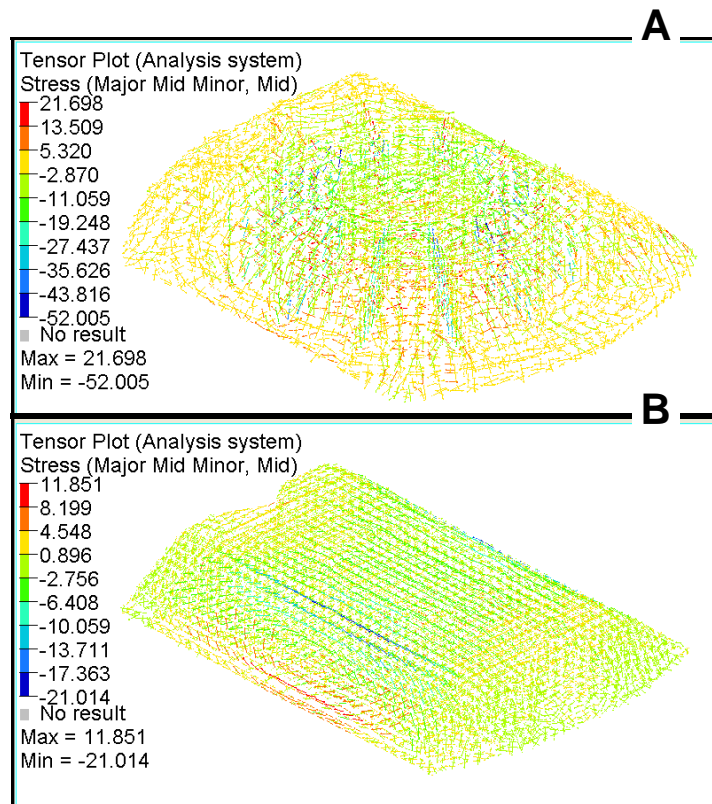 A
Tensor Plot (Analysis system)
Stress (Major Mid Minor, Mid)
21.698
13.509
5.320
-2.870
-11.059
-19.248
-27.437
-35.626
-43.816
-52.005
No result
Max = 21.698
Min = -52.005
B
Tensor Plot (Analysis system)
Stress (Major Mid Minor, Mid)
11.851
8.199
4.548
0.896
-2.756
-6.408
-10.059
-13.711
-17.363
-21.014
No result
Max = 11.851
Min = -21.014